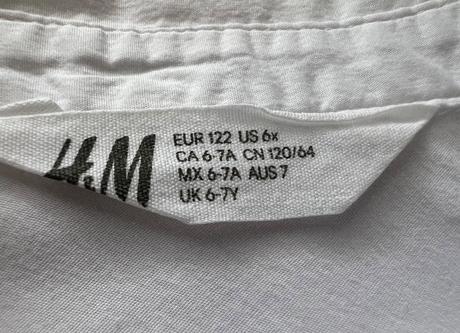 H&M
EUR 122 US 6x
CA 6-7A CN 120/64
MX 6-7A AUS 7
UK 6-7Y